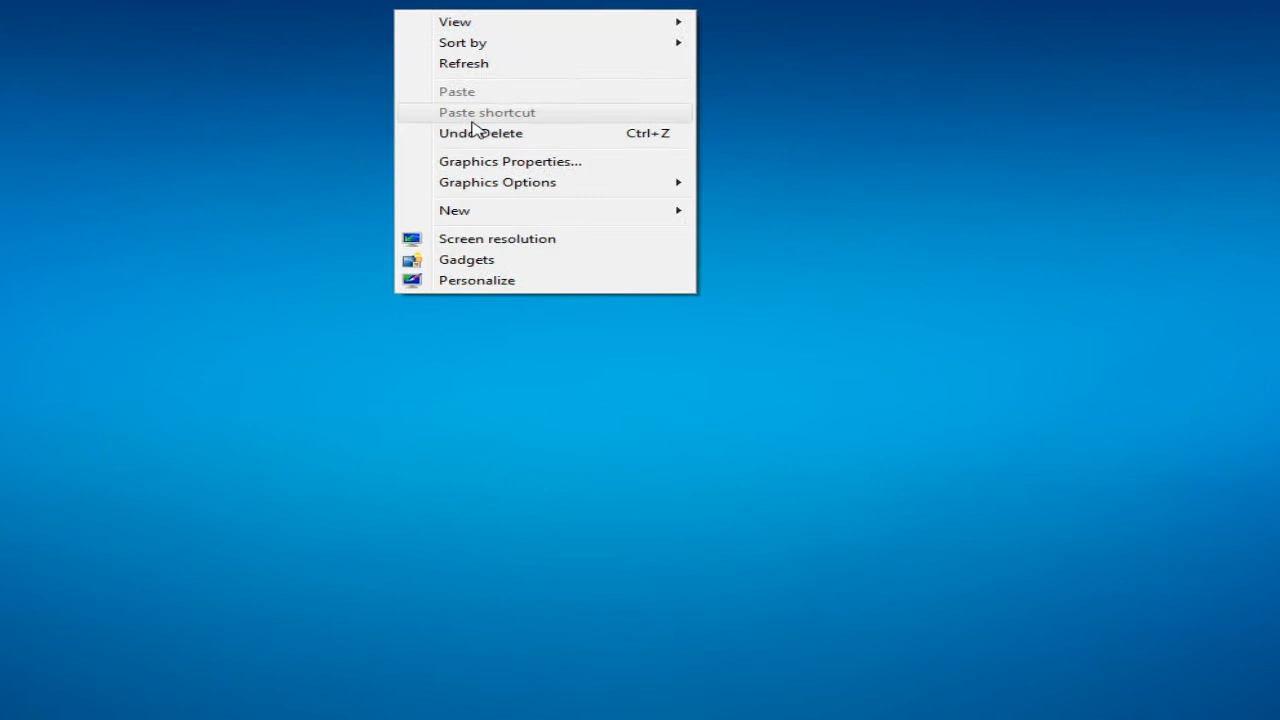 View
Sort by
Refresh
Paste
Paste shortcut
Undo Delete Ctrl+Z
Graphics Properties...
Graphics Options
New
Screen resolution
Gadgets
Personalize